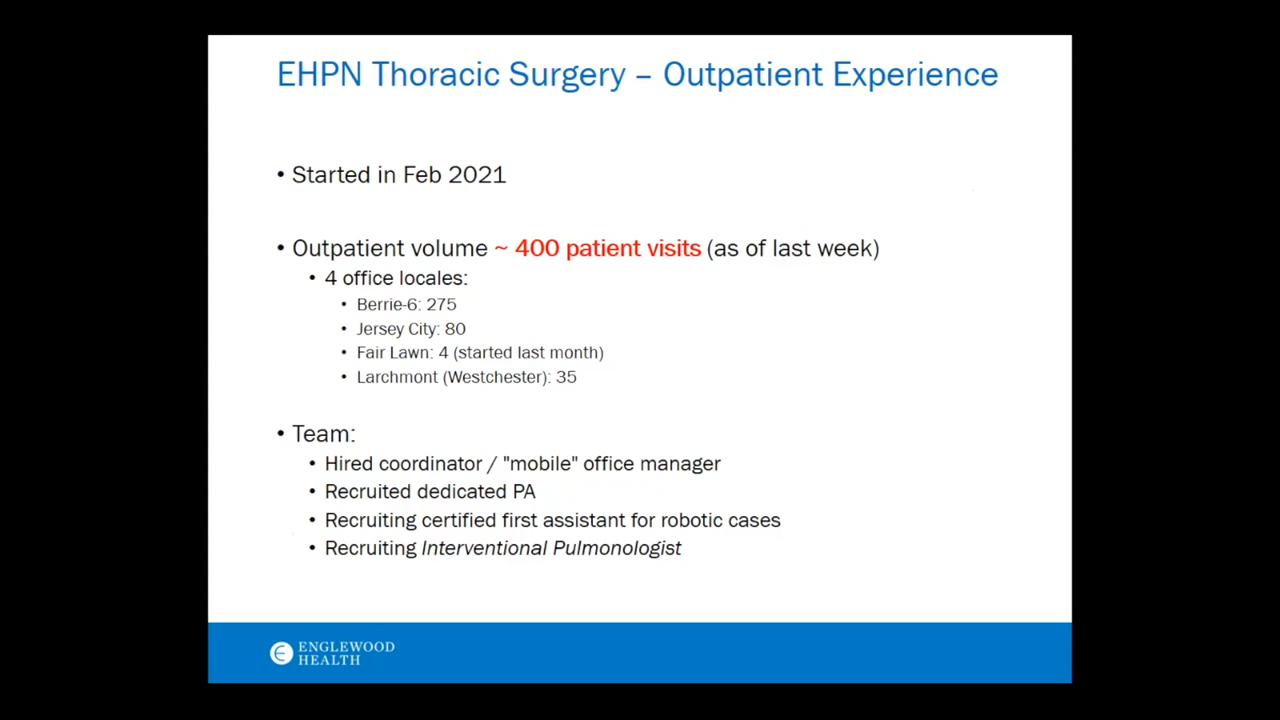 EHPN Thoracic Surgery – Outpatient Experience
• Started in Feb 2021
• Outpatient volume ~ 400 patient visits (as of last week)
• 4 office locales:
• Berrie-6: 275
• Jersey City: 80
• Fair Lawn: 4 (started last month)
• Larchmont (Westchester): 35
• Team:
• Hired coordinator / "mobile" office manager
• Recruited dedicated PA
• Recruiting certified first assistant for robotic cases
• Recruiting Interventional Pulmonologist
ENGLEWOOD
HEALTH